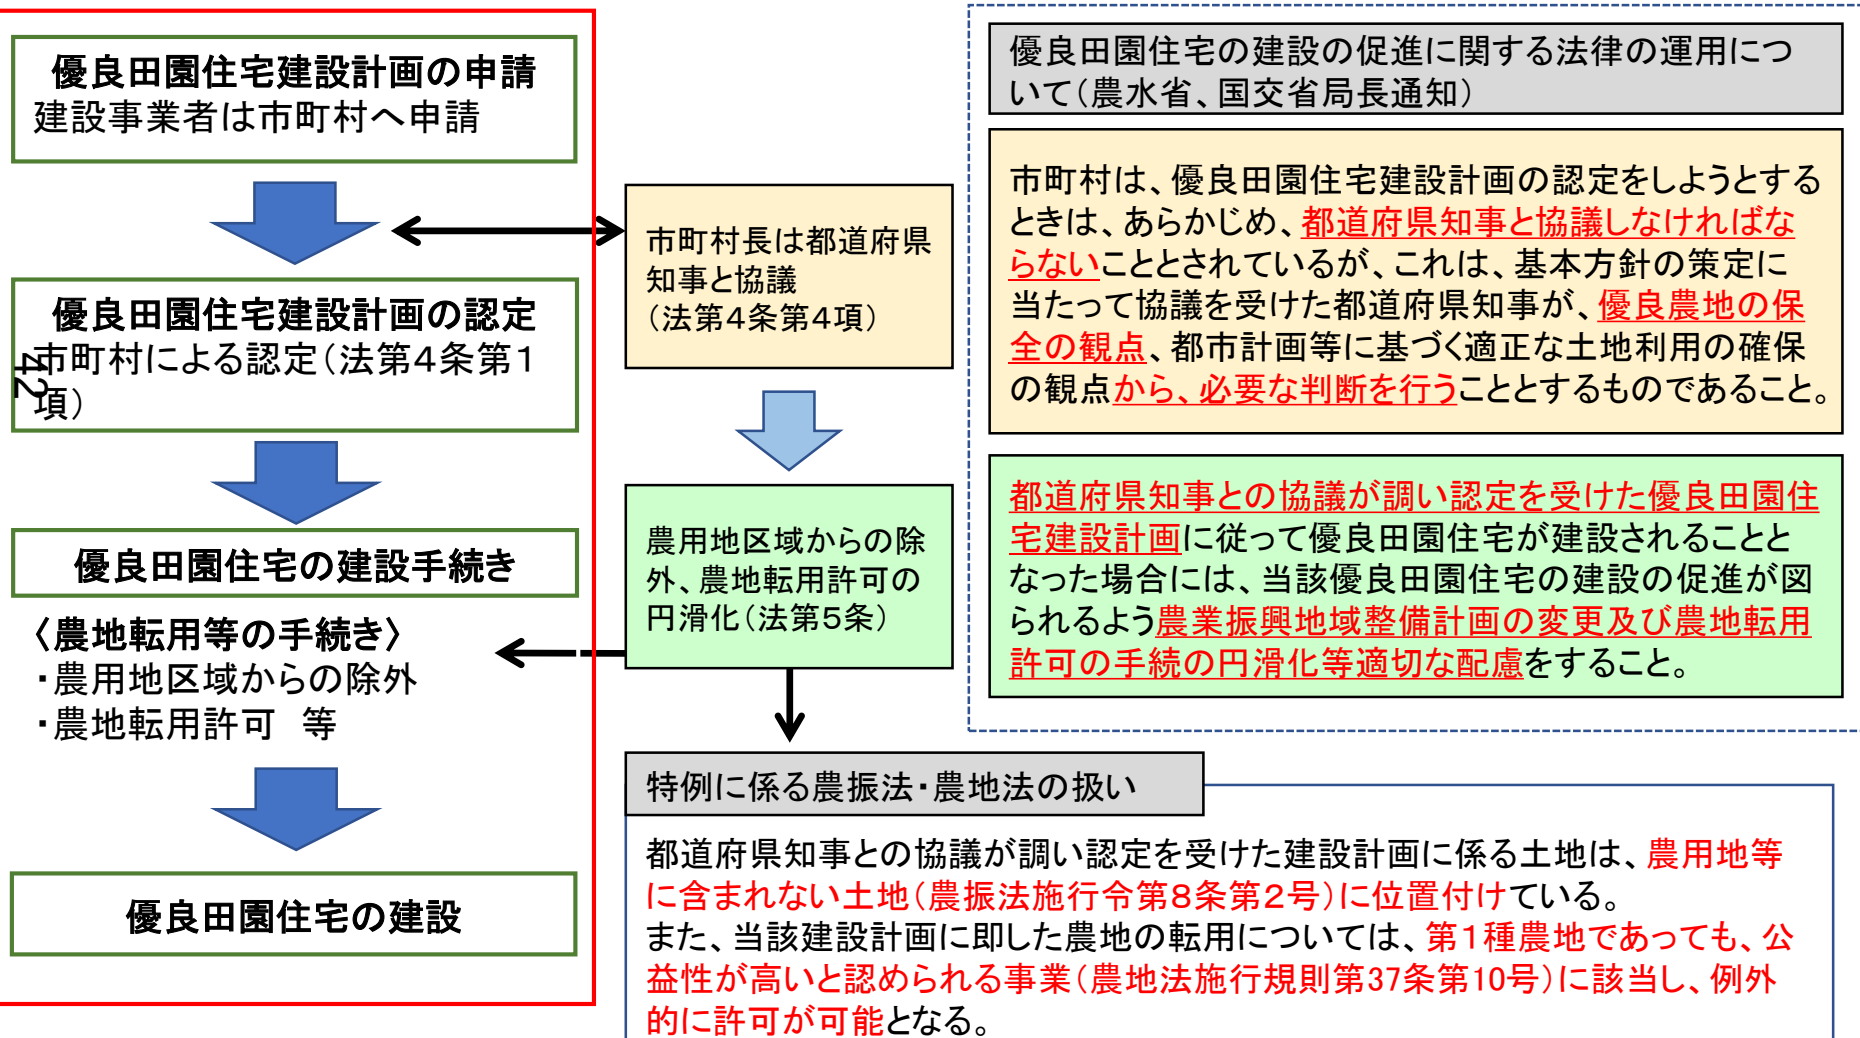 優良田園住宅建設計画の申請
建設事業者は市町村へ申請
優良田園住宅建設計画の認定
市町村による認定（法第４条第１
項）
42
優良田園住宅の建設手続き
〈農地転用等の手続き〉
・農用地区域からの除外
・農地転用許可　等
優良田園住宅の建設
市町村長は都道府県
知事と協議
（法第４条第４項）
農用地区域からの除
外、農地転用許可の
円滑化（法第５条）
優良田園住宅の建設の促進に関する法律の運用につ
いて（農水省、国交省局長通知）
市町村は、優良田園住宅建設計画の認定をしようとする
ときは、あらかじめ、都道府県知事と協議しなければな
らないこととされているが、これは、基本方針の策定に
当たって協議を受けた都道府県知事が、優良農地の保
全の観点、都市計画等に基づく適正な土地利用の確保
の観点から、必要な判断を行うこととするものであること。
都道府県知事との協議が調い認定を受けた優良田園住
宅建設計画に従って優良田園住宅が建設されることと
なった場合には、当該優良田園住宅の建設の促進が図
られるよう農業振興地域整備計画の変更及び農地転用
許可の手続の円滑化等適切な配慮をすること。
特例に係る農振法・農地法の扱い
都道府県知事との協議が調い認定を受けた建設計画に係る土地は、農用地等
に含まれない土地（農振法施行令第８条第２号）に位置付けている。
また、当該建設計画に即した農地の転用については、第１種農地であっても、公
益性が高いと認められる事業（農地法施行規則第37条第10号）に該当し、例外
的に許可が可能となる。